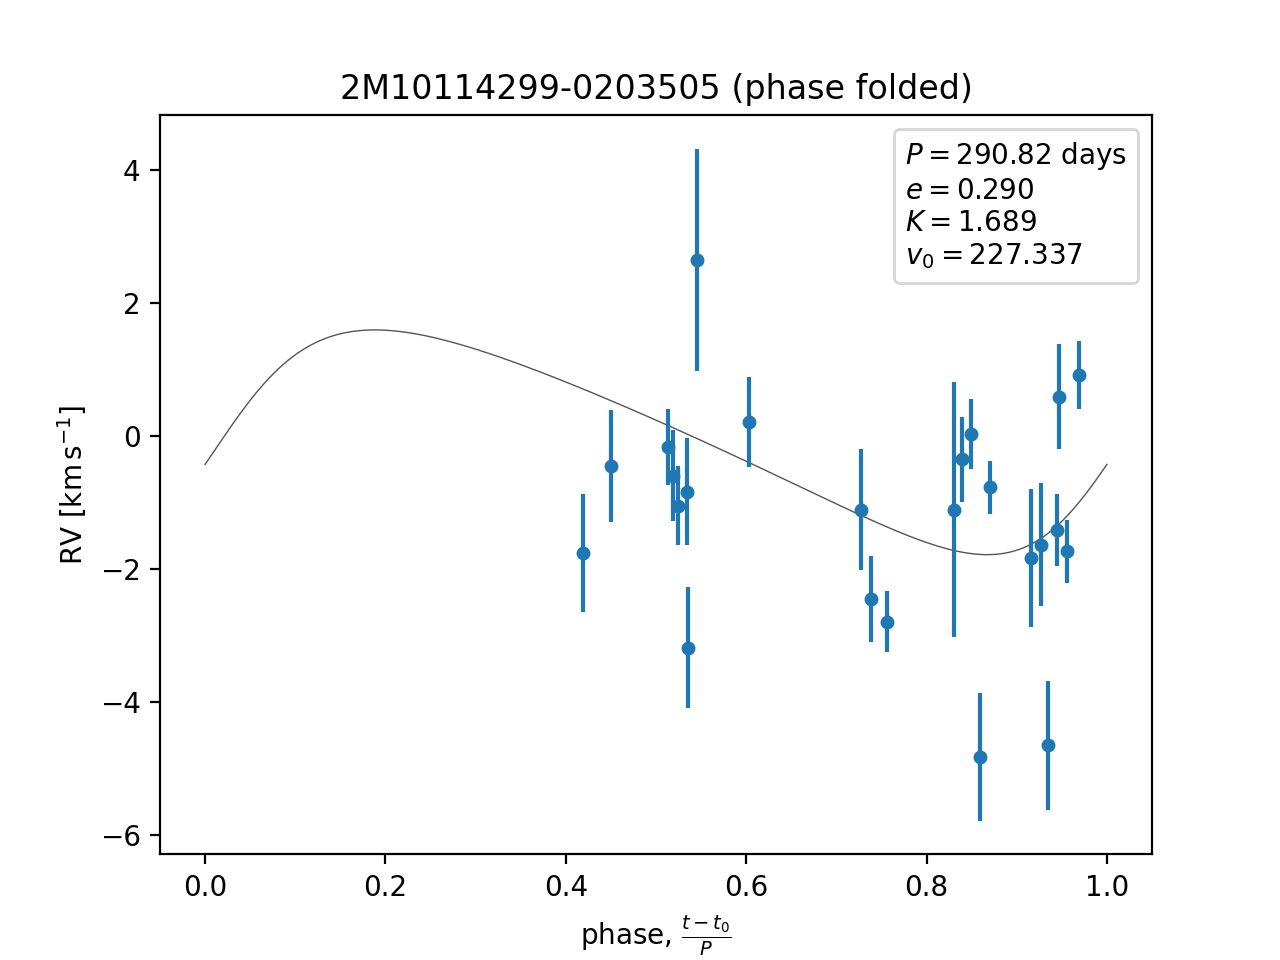 2M10114299-0203505 (phase folded)
P = 290.82 days
e = 0.290
K = 1.689
v₀ = 227.337
RV [km s⁻¹]
4
2
0
−2
−4
−6
0.0 0.2 0.4 0.6 0.8 1.0
phase, (t − t₀)/P